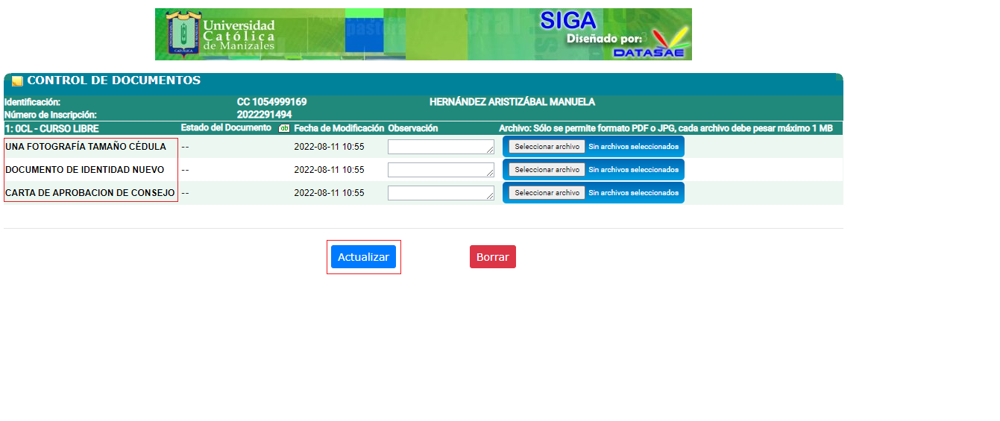 Universidad
Católica
de Manizales
SIGA
Diseñado por:
DATASAE
CONTROL DE DOCUMENTOS
Identificación: CC 1054999169 HERNÁNDEZ ARISTIZÁBAL MANUELA
Número de Inscripción: 2022291494
1: 0CL - CURSO LIBRE Estado del Documento ab Fecha de Modificación Observación Archivo: Sólo se permite formato PDF o JPG, cada archivo debe pesar máximo 1 MB
UNA FOTOGRAFÍA TAMAÑO CÉDULA -- 2022-08-11 10:55 Seleccionar archivo Sin archivos seleccionados
DOCUMENTO DE IDENTIDAD NUEVO -- 2022-08-11 10:55 Seleccionar archivo Sin archivos seleccionados
CARTA DE APROBACION DE CONSEJO -- 2022-08-11 10:55 Seleccionar archivo Sin archivos seleccionados
Actualizar Borrar